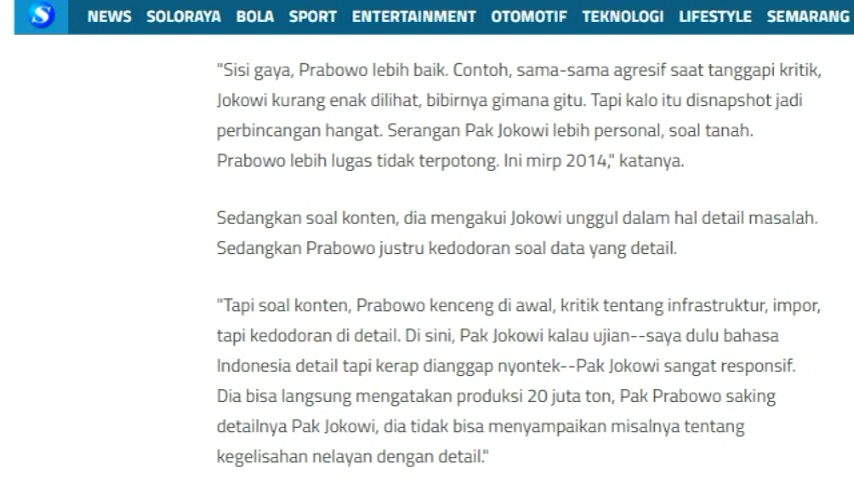 S NEWS SOLORAYA BOLA SPORT ENTERTAINMENT OTOMOTIF TEKNOLOGI LIFESTYLE SEMARANG
"Sisi gaya, Prabowo lebih baik. Contoh, sama-sama agresif saat tanggapi kritik,
Jokowi kurang enak dilihat, bibirnya gimana gitu. Tapi kalo itu disnapshot jadi
perbincangan hangat. Serangan Pak Jokowi lebih personal, soal tanah.
Prabowo lebih lugas tidak terpotong. Ini mirp 2014," katanya.
Sedangkan soal konten, dia mengakui Jokowi unggul dalam hal detail masalah.
Sedangkan Prabowo justru kedodoran soal data yang detail.
"Tapi soal konten, Prabowo kenceng di awal, kritik tentang infrastruktur, impor,
tapi kedodoran di detail. Di sini, Pak Jokowi kalau ujian--saya dulu bahasa
Indonesia detail tapi kerap dianggap nyontek--Pak Jokowi sangat responsif.
Dia bisa langsung mengatakan produksi 20 juta ton, Pak Prabowo saking
detailnya Pak Jokowi, dia tidak bisa menyampaikan misalnya tentang
kegelisahan nelayan dengan detail."